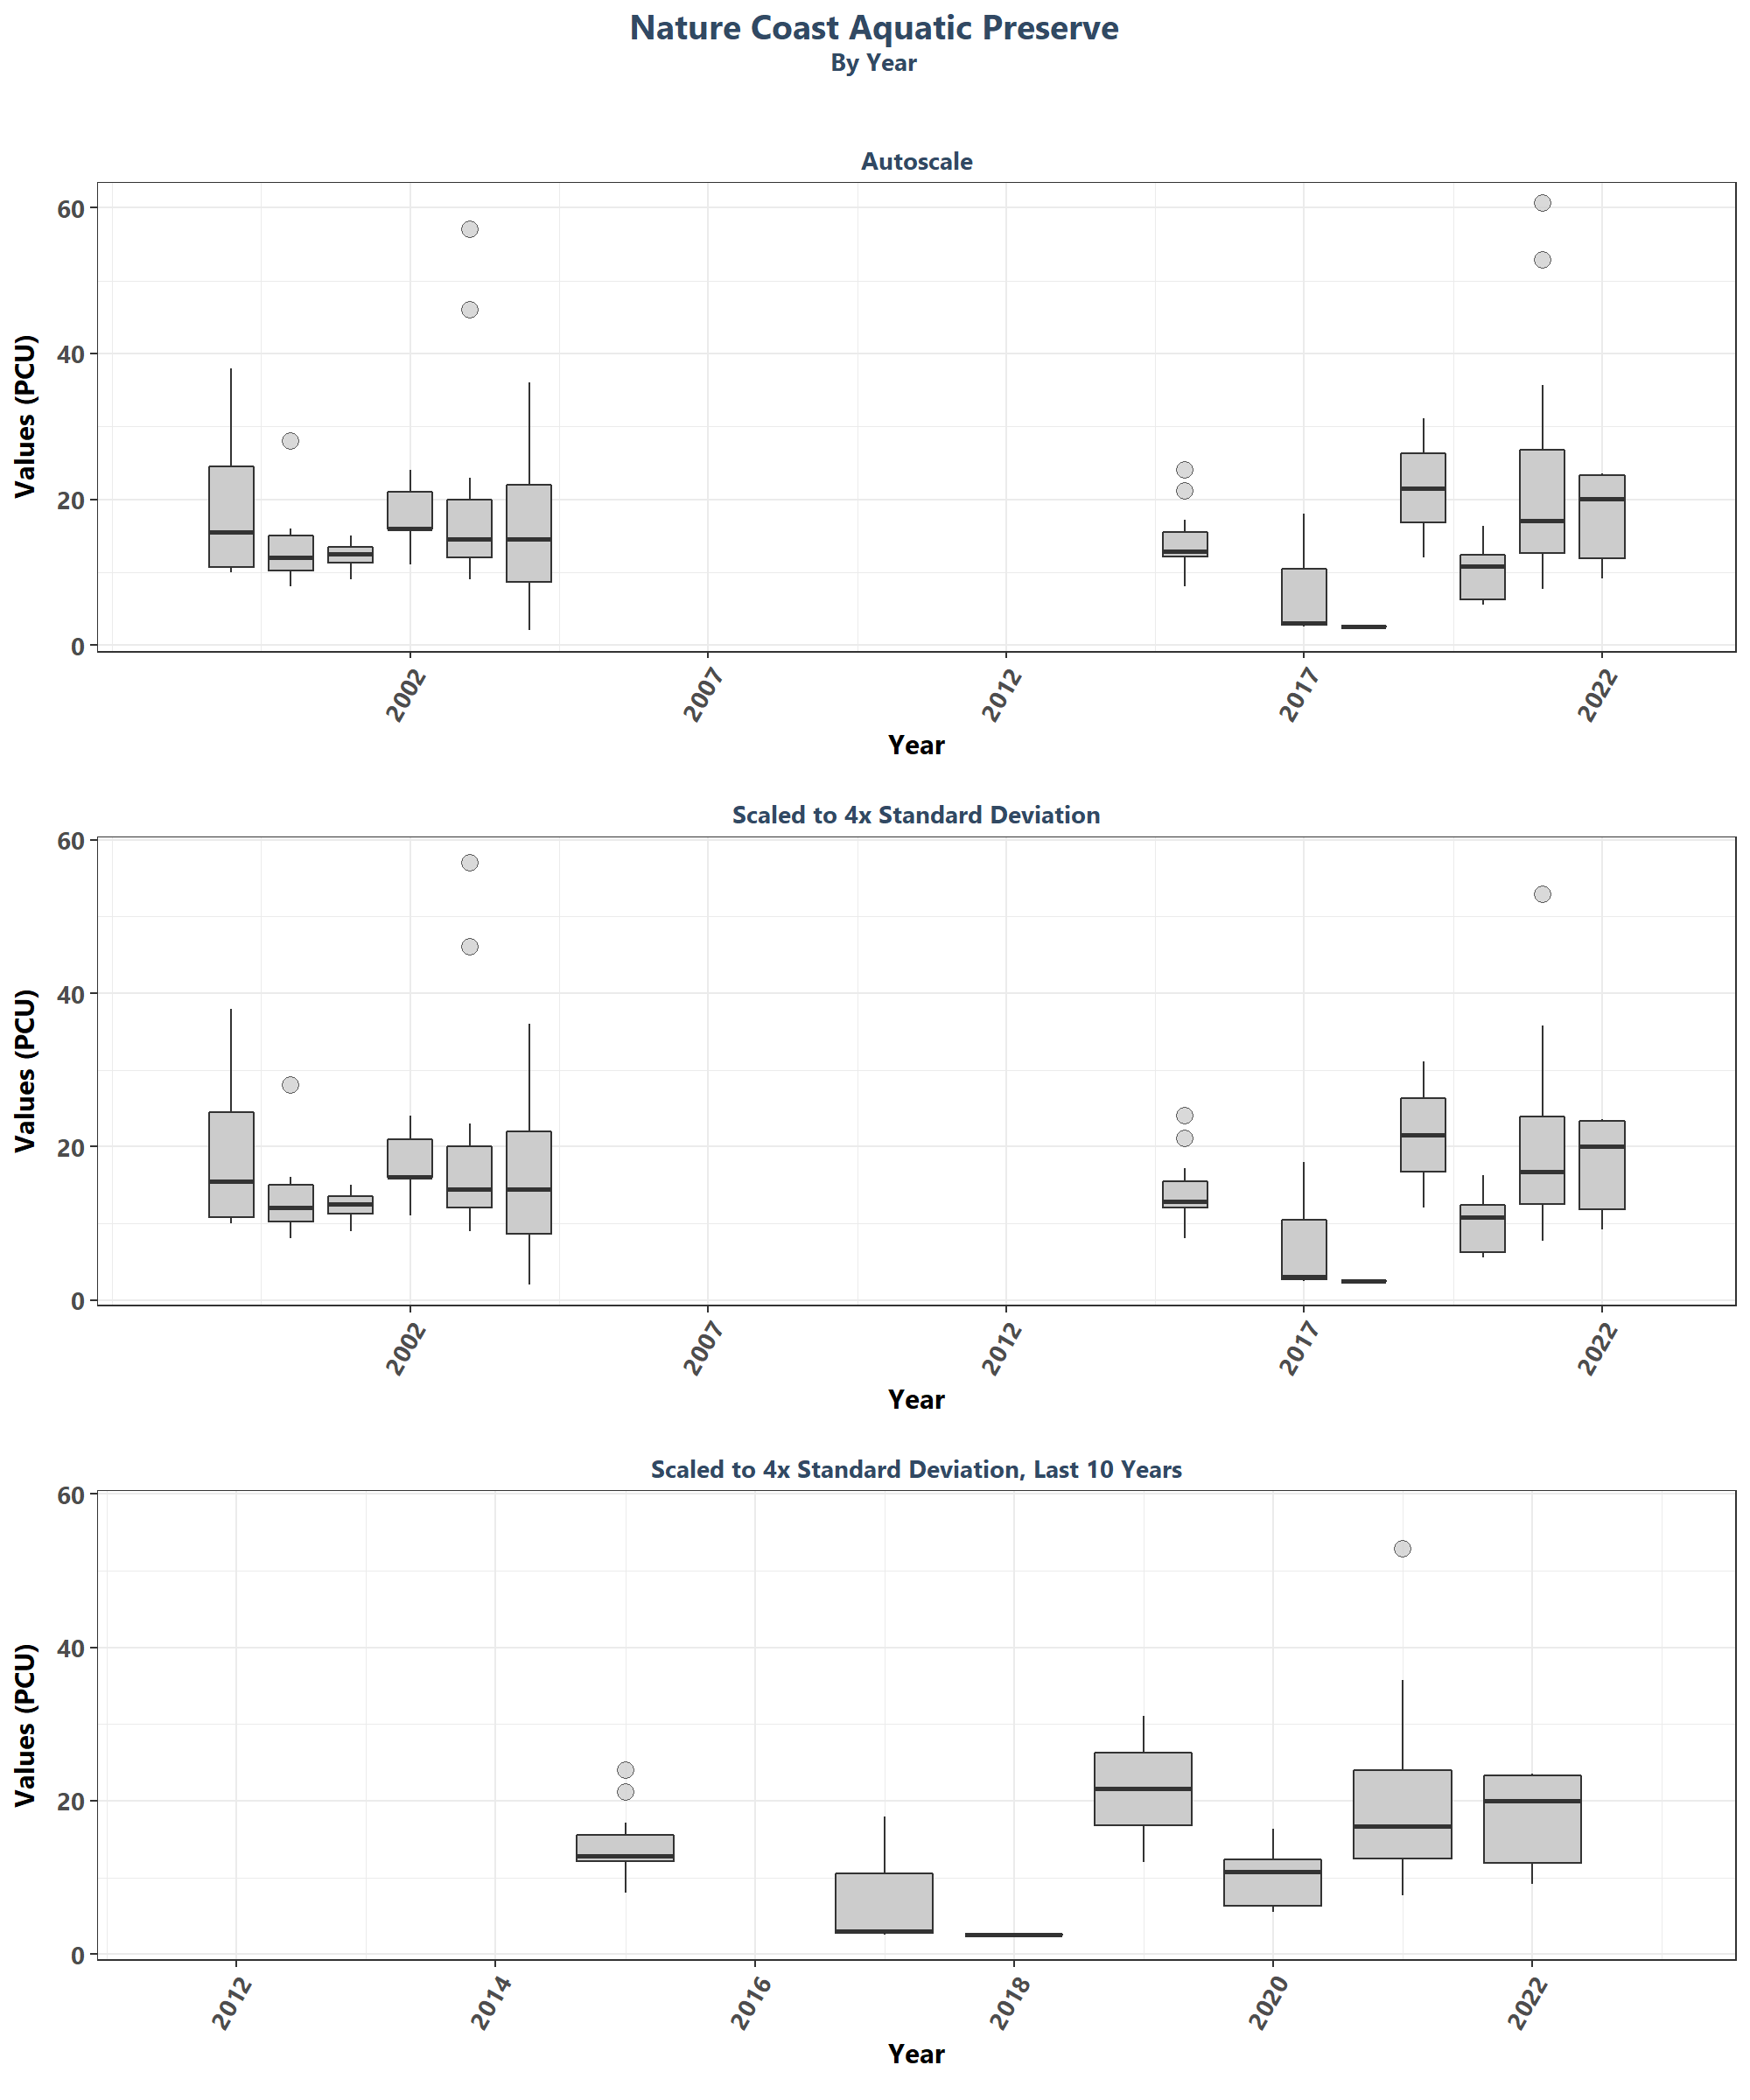 Nature Coast Aquatic Preserve
By Year
Autoscale
Values (PCU)
60
40
20
0
2002 2007 2012 2017 2022
Year
Scaled to 4x Standard Deviation
Values (PCU)
60
40
20
0
2002 2007 2012 2017 2022
Year
Scaled to 4x Standard Deviation, Last 10 Years
Values (PCU)
60
40
20
0
2012 2014 2016 2018 2020 2022
Year